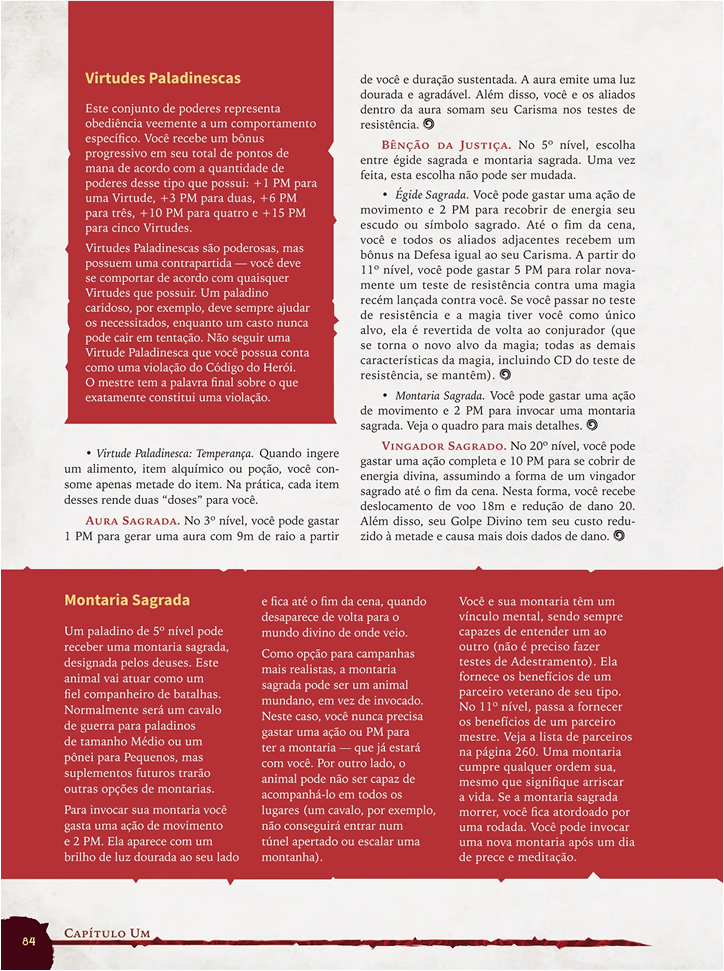 Virtudes Paladinescas
Este conjunto de poderes representa
obediência veemente a um comportamento
específico. Você recebe um bônus
progressivo em seu total de pontos de
mana de acordo com a quantidade de
poderes desse tipo que possui: +1 PM para
uma Virtude, +3 PM para duas, +6 PM
para três, +10 PM para quatro e +15 PM
para cinco Virtudes.
Virtudes Paladinescas são poderosas, mas
possuem uma contrapartida — você deve
se comportar de acordo com quaisquer
Virtudes que possuir. Um paladino
caridoso, por exemplo, deve sempre ajudar
os necessitados, enquanto um casto nunca
pode cair em tentação. Não seguir uma
Virtude Paladinesca que você possua conta
como uma violação do Código do Herói.
O mestre tem a palavra final sobre o que
exatamente constitui uma violação.
• Virtude Paladinesca: Temperança. Quando ingere
um alimento, item alquímico ou poção, você con-
some apenas metade do item. Na prática, cada item
desses rende duas “doses” para você.
Aura Sagrada. No 3º nível, você pode gastar
1 PM para gerar uma aura com 9m de raio a partir
de você e duração sustentada. A aura emite uma luz
dourada e agradável. Além disso, você e os aliados
dentro da aura somam seu Carisma nos testes de
resistência.
Bênção da Justiça. No 5º nível, escolha
entre égide sagrada e montaria sagrada. Uma vez
feita, esta escolha não pode ser mudada.
• Égide Sagrada. Você pode gastar uma ação de
movimento e 2 PM para recobrir de energia seu
escudo ou símbolo sagrado. Até o fim da cena,
você e todos os aliados adjacentes recebem um
bônus na Defesa igual ao seu Carisma. A partir do
11º nível, você pode gastar 5 PM para rolar nova-
mente um teste de resistência contra uma magia
recém lançada contra você. Se você passar no teste
de resistência e a magia tiver você como único
alvo, ela é revertida de volta ao conjurador (que
se torna o novo alvo da magia; todas as demais
características da magia, incluindo CD do teste de
resistência, se mantêm).
• Montaria Sagrada. Você pode gastar uma ação
de movimento e 2 PM para invocar uma montaria
sagrada. Veja o quadro para mais detalhes.
Vingador Sagrado. No 20º nível, você pode
gastar uma ação completa e 10 PM para se cobrir de
energia divina, assumindo a forma de um vingador
sagrado até o fim da cena. Nesta forma, você recebe
deslocamento de voo 18m e redução de dano 20.
Além disso, seu Golpe Divino tem seu custo redu-
zido à metade e causa mais dois dados de dano.
Montaria Sagrada
Um paladino de 5º nível pode
receber uma montaria sagrada,
designada pelos deuses. Este
animal vai atuar como um
fiel companheiro de batalhas.
Normalmente será um cavalo
de guerra para paladinos
de tamanho Médio ou um
pônei para Pequenos, mas
suplementos futuros trarão
outras opções de montarias.
Para invocar sua montaria você
gasta uma ação de movimento
e 2 PM. Ela aparece com um
brilho de luz dourada ao seu lado
e fica até o fim da cena, quando
desaparece de volta para o
mundo divino de onde veio.
Como opção para campanhas
mais realistas, a montaria
sagrada pode ser um animal
mundano, em vez de invocado.
Neste caso, você nunca precisa
gastar uma ação ou PM para
ter a montaria — que já estará
com você. Por outro lado, o
animal pode não ser capaz de
acompanhá-lo em todos os
lugares (um cavalo, por exemplo,
não conseguirá entrar num
túnel apertado ou escalar uma
montanha).
Você e sua montaria têm um
vínculo mental, sendo sempre
capazes de entender um ao
outro (não é preciso fazer
testes de Adestramento). Ela
fornece os benefícios de um
parceiro veterano de seu tipo.
No 11º nível, passa a fornecer
os benefícios de um parceiro
mestre. Veja a lista de parceiros
na página 260. Uma montaria
cumpre qualquer ordem sua,
mesmo que signifique arriscar
a vida. Se a montaria sagrada
morrer, você fica atordoado por
uma rodada. Você pode invocar
uma nova montaria após um dia
de prece e meditação.
84
Capítulo Um